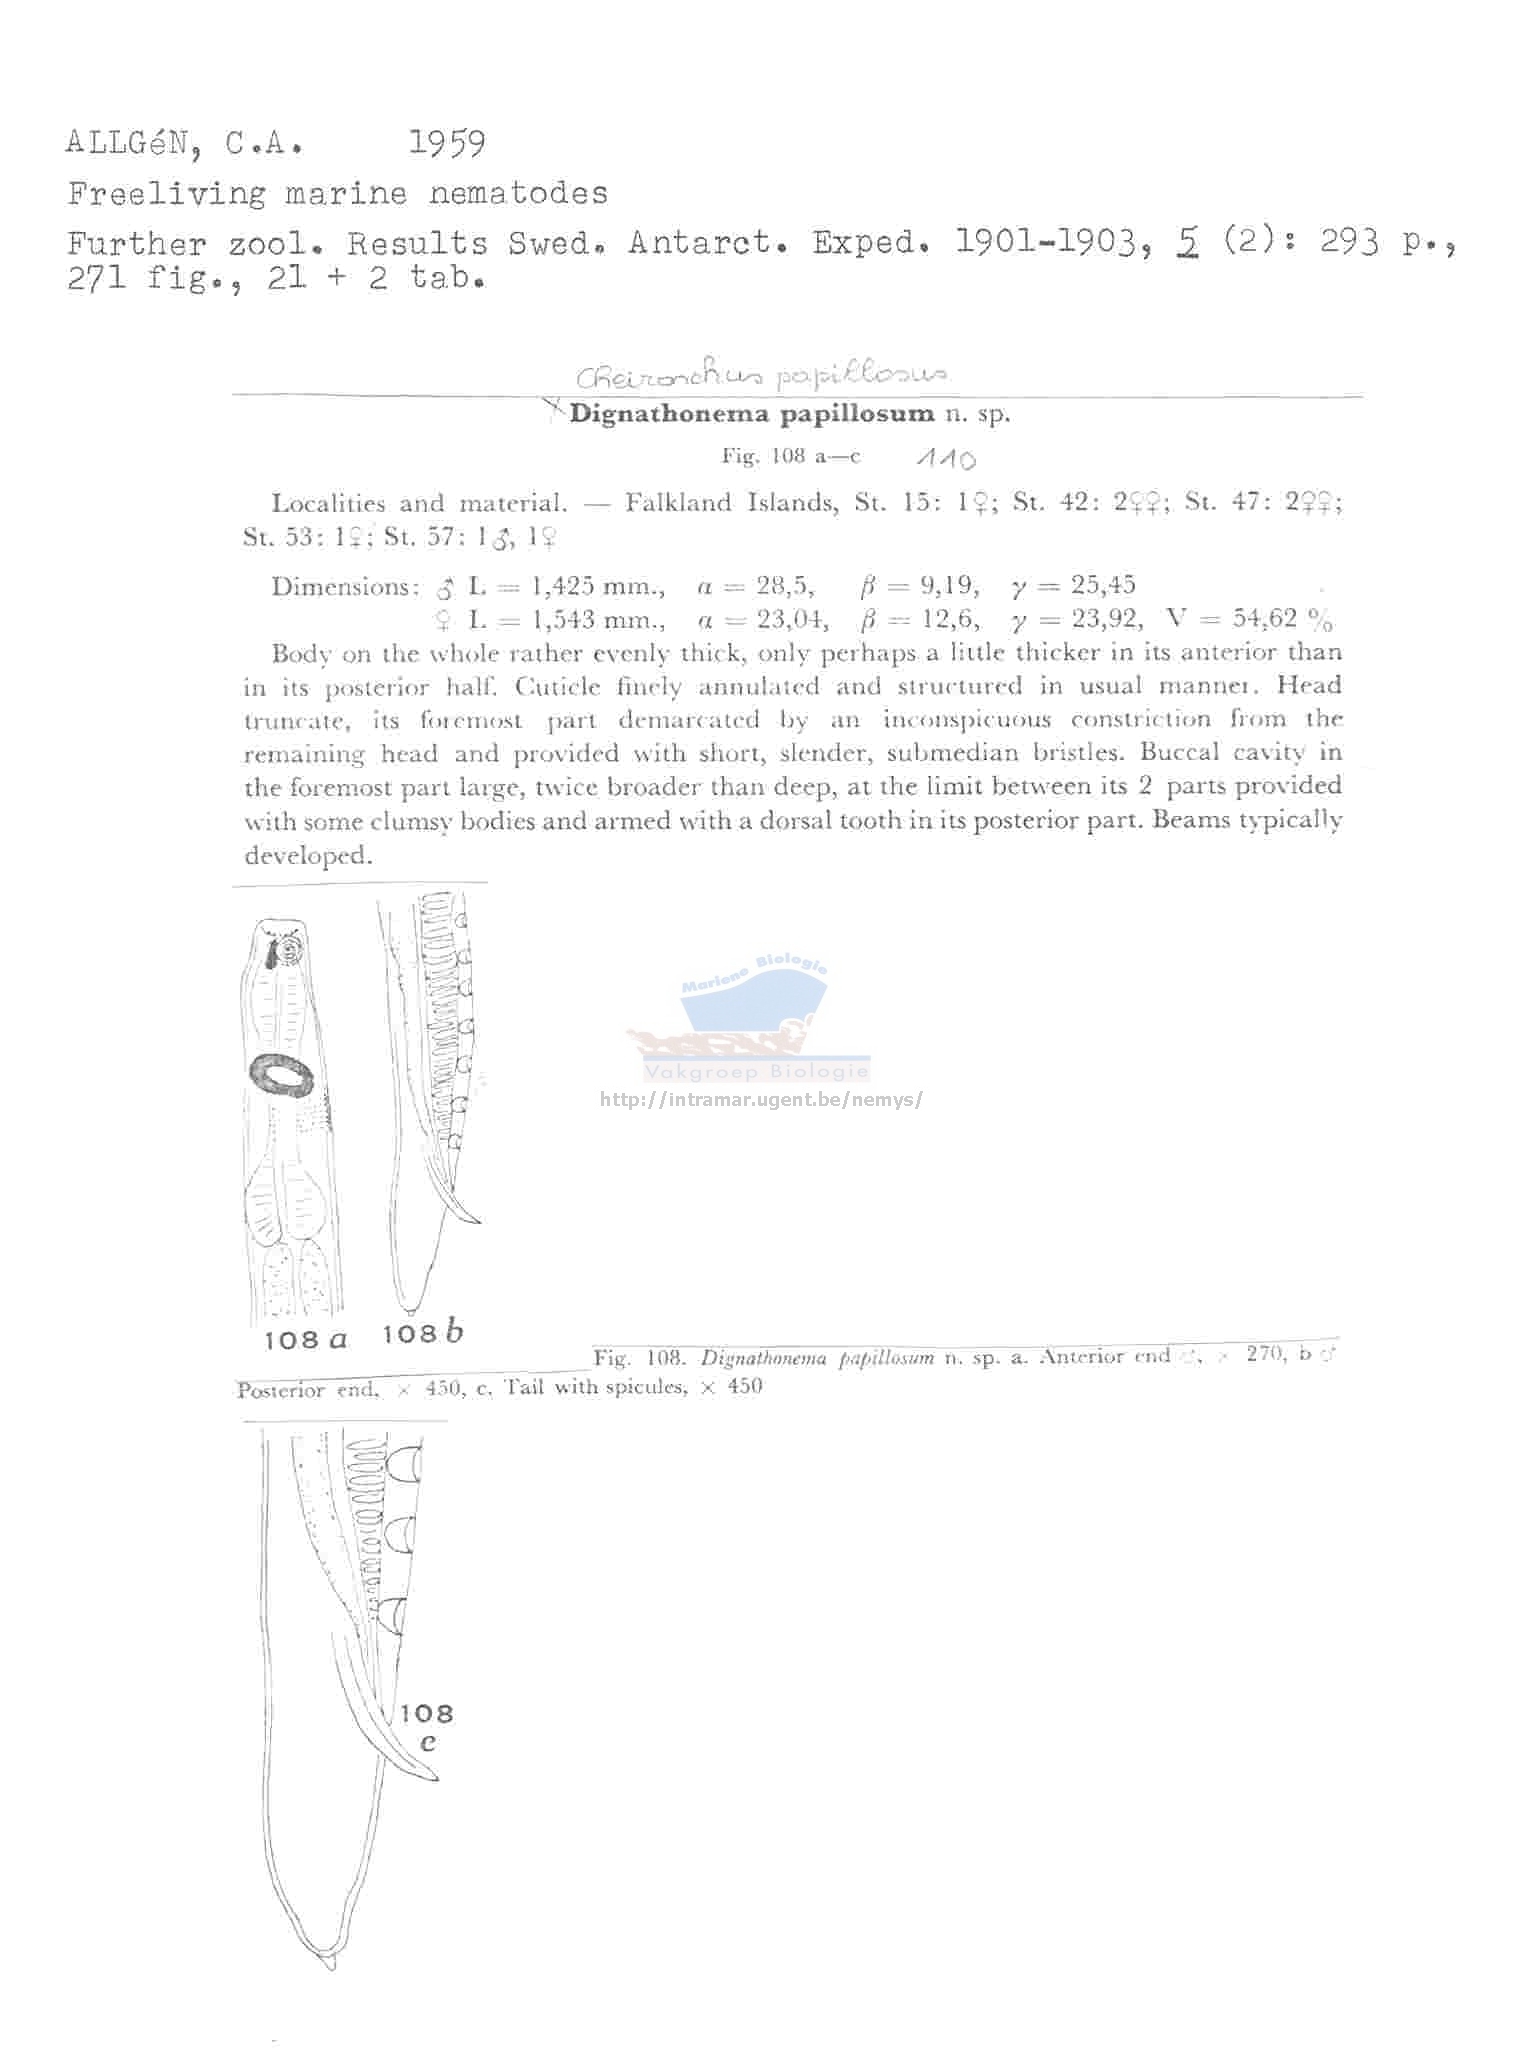 ALLGéN, C.A. 1959
Freeliving marine nematodes
Further zool. Results Swed. Antarct. Exped. 1901-1903, 5 (2): 293 p.,
271 fig., 21 + 2 tab.
Cheironchus papillosus
Dignathonema papillosum n. sp.
Fig. 108 a—c 110
Localities and material. — Falkland Islands, St. 15: 1♀; St. 42: 2♀♀; St. 47: 2♀♀;
St. 53: 1♀; St. 57: 1♂, 1♀
Dimensions: ♂ L = 1,425 mm., α = 28,5, β = 9,19, γ = 25,45
♀ L = 1,543 mm., α = 23,04, β = 12,6, γ = 23,92, V = 54,62 %
Body on the whole rather evenly thick, only perhaps a little thicker in its anterior than
in its posterior half. Cuticle finely annulated and structured in usual manner. Head
truncate, its foremost part demarcated by an inconspicuous constriction from the
remaining head and provided with short, slender, submedian bristles. Buccal cavity in
the foremost part large, twice broader than deep, at the limit between its 2 parts provided
with some clumsy bodies and armed with a dorsal tooth in its posterior part. Beams typically
developed.
Mariene Biologie
Vakgroep Biologie
http://intramar.ugent.be/nemys/
108 a 108 b
Fig. 108. Dignathonema papillosum n. sp. a. Anterior end ♂, × 270, b ♂
Posterior end, × 450, c. Tail with spicules, × 450
108
c